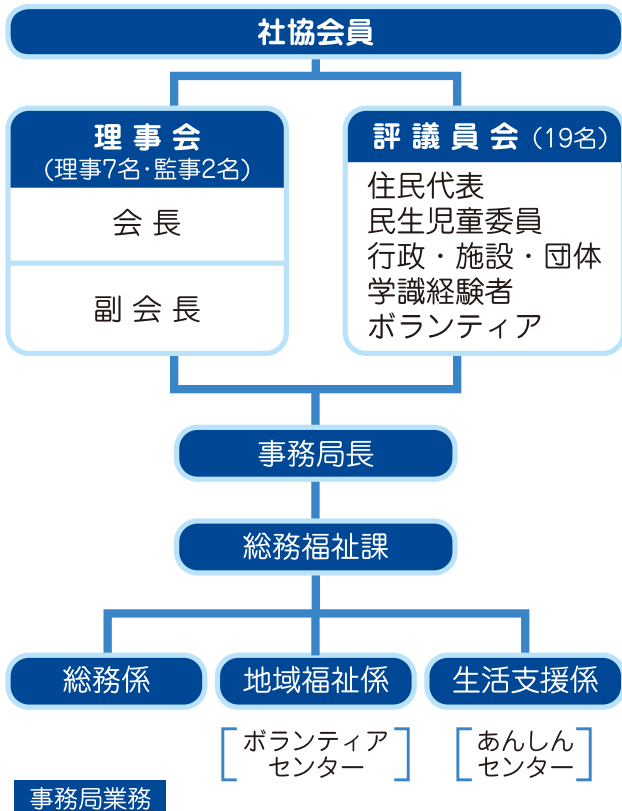 社協会員
理事会
（理事7名・監事2名）
会長
副会長
評議員会（19名）
住民代表
民生児童委員
行政・施設・団体
学識経験者
ボランティア
事務局長
総務福祉課
総務係
地域福祉係
生活支援係
ボランティア
センター
あんしん
センター
事務局業務